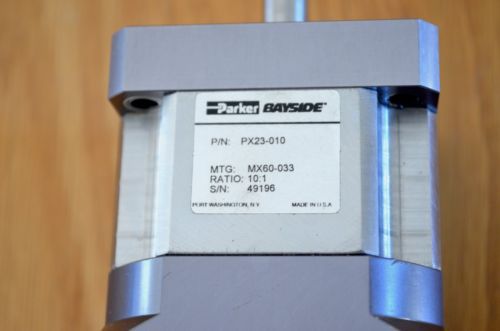 Parker BAYSIDE
P/N: PX23-010
MTG: MX60-033
RATIO: 10:1
S/N: 49196
PORT WASHINGTON, N.Y. MADE IN U.S.A